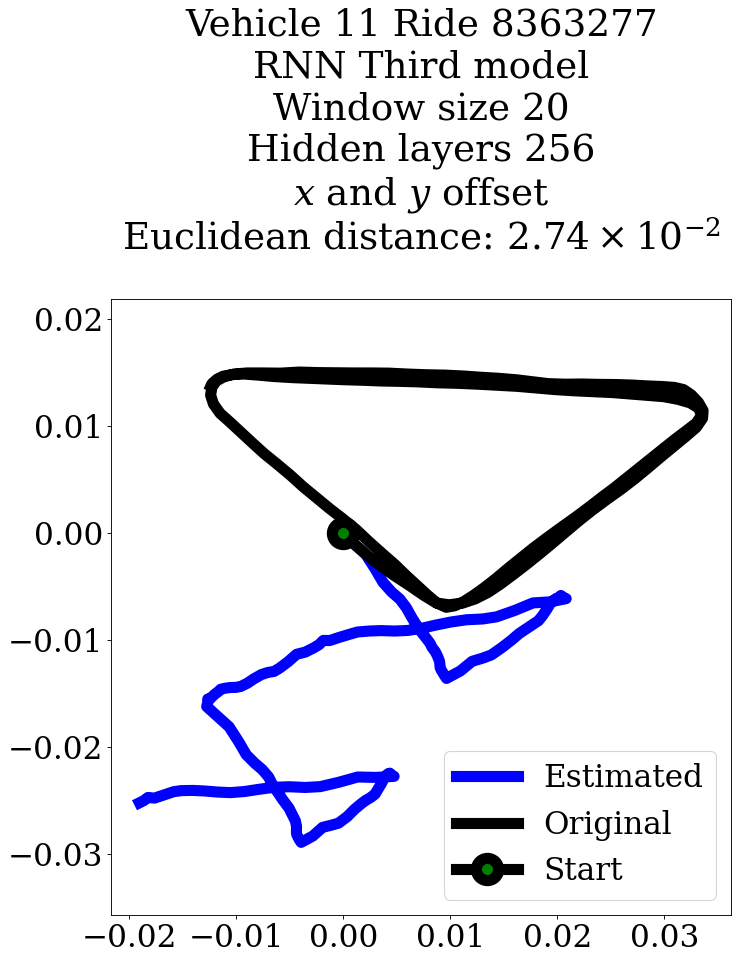 Vehicle 11 Ride 8363277
RNN Third model
Window size 20
Hidden layers 256
x and y offset
Euclidean distance: 2.74 × 10⁻²
0.02
0.01
0.00
−0.01
−0.02
−0.03
Estimated
Original
Start
−0.02 −0.01 0.00 0.01 0.02 0.03